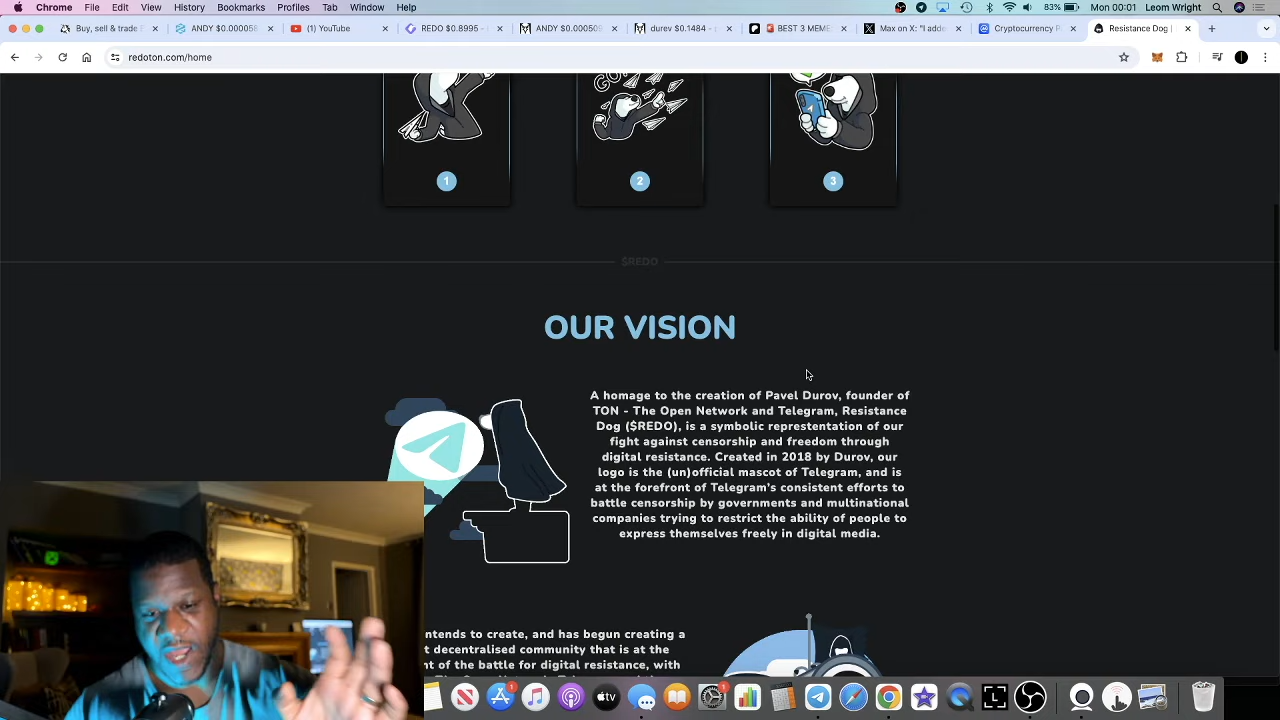 Chrome File Edit View History Bookmarks Profiles Tab Window Help 83% Mon 00:01 Leom Wright
Buy, sell & trade ANDY $0.000058 (1) YouTube REDO $0.8995 - ANDY $0.000509 durev $0.1484 - BEST 3 MEME Max on X: "I adde Cryptocurrency P Resistance Dog |
redoton.com/home
GO
1 2 3
$REDO
OUR VISION
A homage to the creation of Pavel Durov, founder of
TON - The Open Network and Telegram, Resistance
Dog ($REDO), is a symbolic represtentation of our
fight against censorship and freedom through
digital resistance. Created in 2018 by Durov, our
logo is the (un)official mascot of Telegram, and is
at the forefront of Telegram's consistent efforts to
battle censorship by governments and multinational
companies trying to restrict the ability of people to
express themselves freely in digital media.
ntends to create, and has begun creating a
t decentralised community that is at the
nt of the battle for digital resistance, with
tv